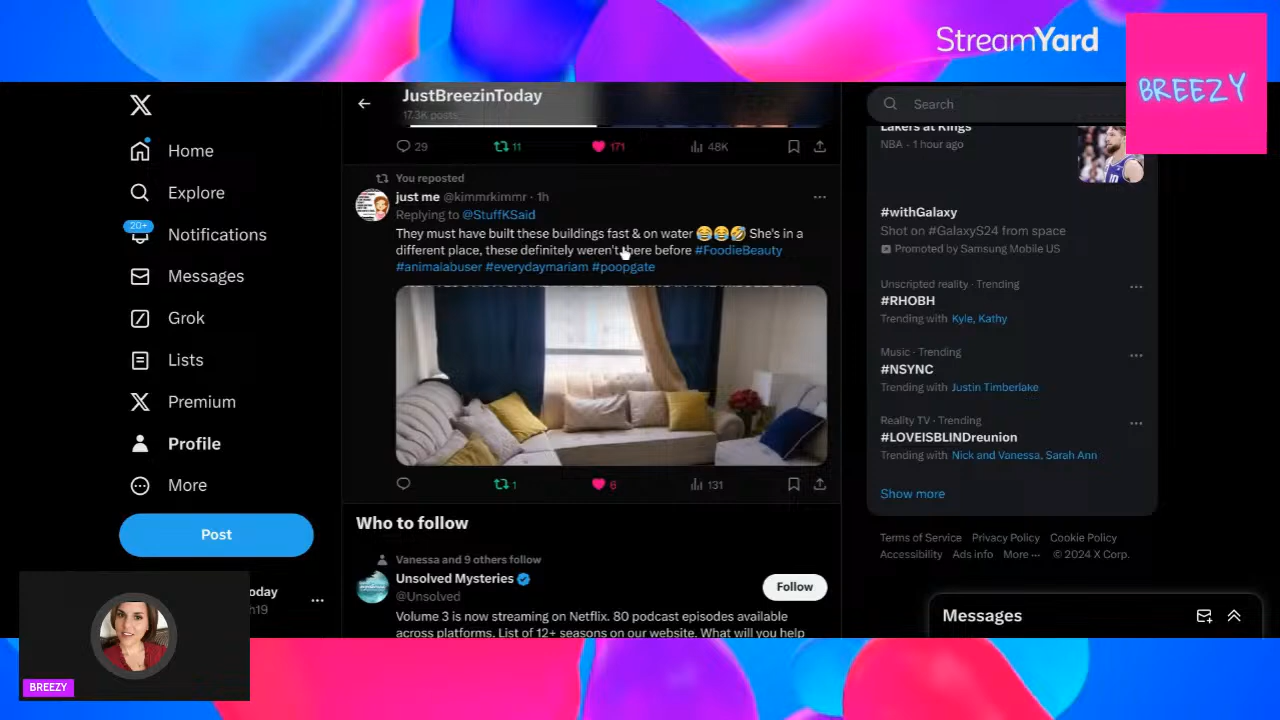 StreamYard
BREEZY
Home
Explore
20+
Notifications
Messages
Grok
Lists
Premium
Profile
More
Post
oday
n19
BREEZY
JustBreezinToday
17.3K posts
29
11
171
48K
You reposted
just me @kimmrkimmr · 1h
Replying to @StuffKSaid
They must have built these buildings fast & on water 😂😂🤣 She's in a
different place, these definitely weren't there before #FoodieBeauty
#animalabuser #everydaymariam #poopgate
1
6
131
Who to follow
Vanessa and 9 others follow
Unsolved Mysteries
@Unsolved
Follow
Volume 3 is now streaming on Netflix. 80 podcast episodes available
across platforms. List of 12+ seasons on our website. What will you help
Search
Lakers at Kings
NBA · 1 hour ago
#withGalaxy
Shot on #GalaxyS24 from space
Promoted by Samsung Mobile US
Unscripted reality · Trending
#RHOBH
Trending with Kyle, Kathy
Music · Trending
#NSYNC
Trending with Justin Timberlake
Reality TV · Trending
#LOVEISBLINDreunion
Trending with Nick and Vanessa, Sarah Ann
Show more
Terms of Service Privacy Policy Cookie Policy
Accessibility Ads info More ··· © 2024 X Corp.
Messages